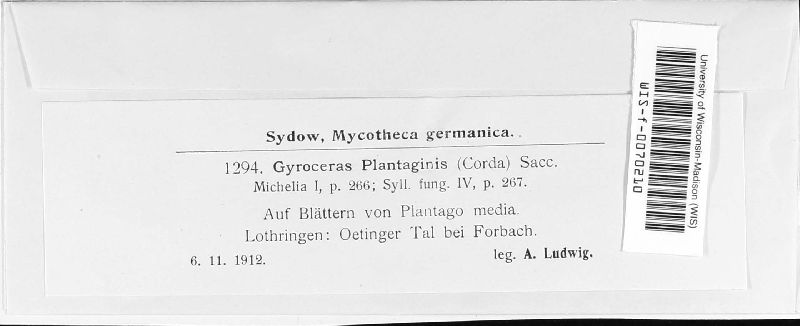 Sydow, Mycotheca germanica.
1294. Gyroceras Plantaginis (Corda) Sacc.
Michelia I, p. 266; Syll. fung. IV, p. 267.
Auf Blättern von Plantago media.
Lothringen: Oetinger Tal bei Forbach.
6. 11. 1912. leg. A. Ludwig.
University of Wisconsin-Madison (WIS)
WIS-f-0070210